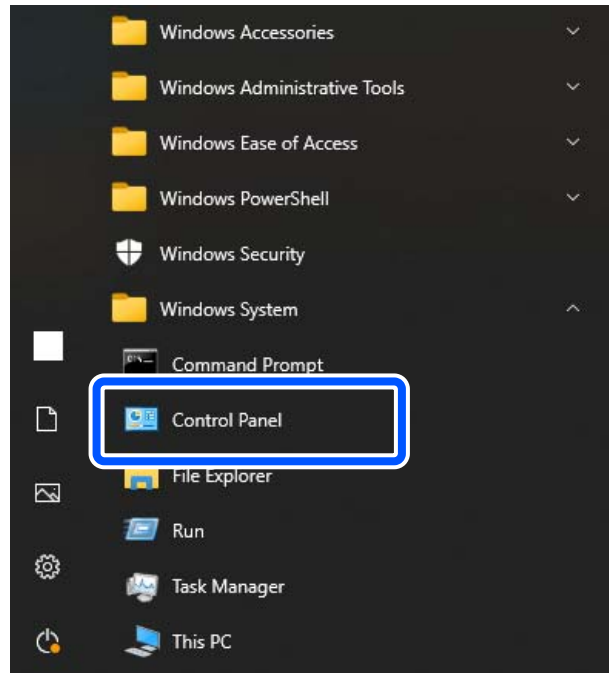 Windows Accessories
Windows Administrative Tools
Windows Ease of Access
Windows PowerShell
Windows Security
Windows System
Command Prompt
Control Panel
File Explorer
Run
Task Manager
This PC